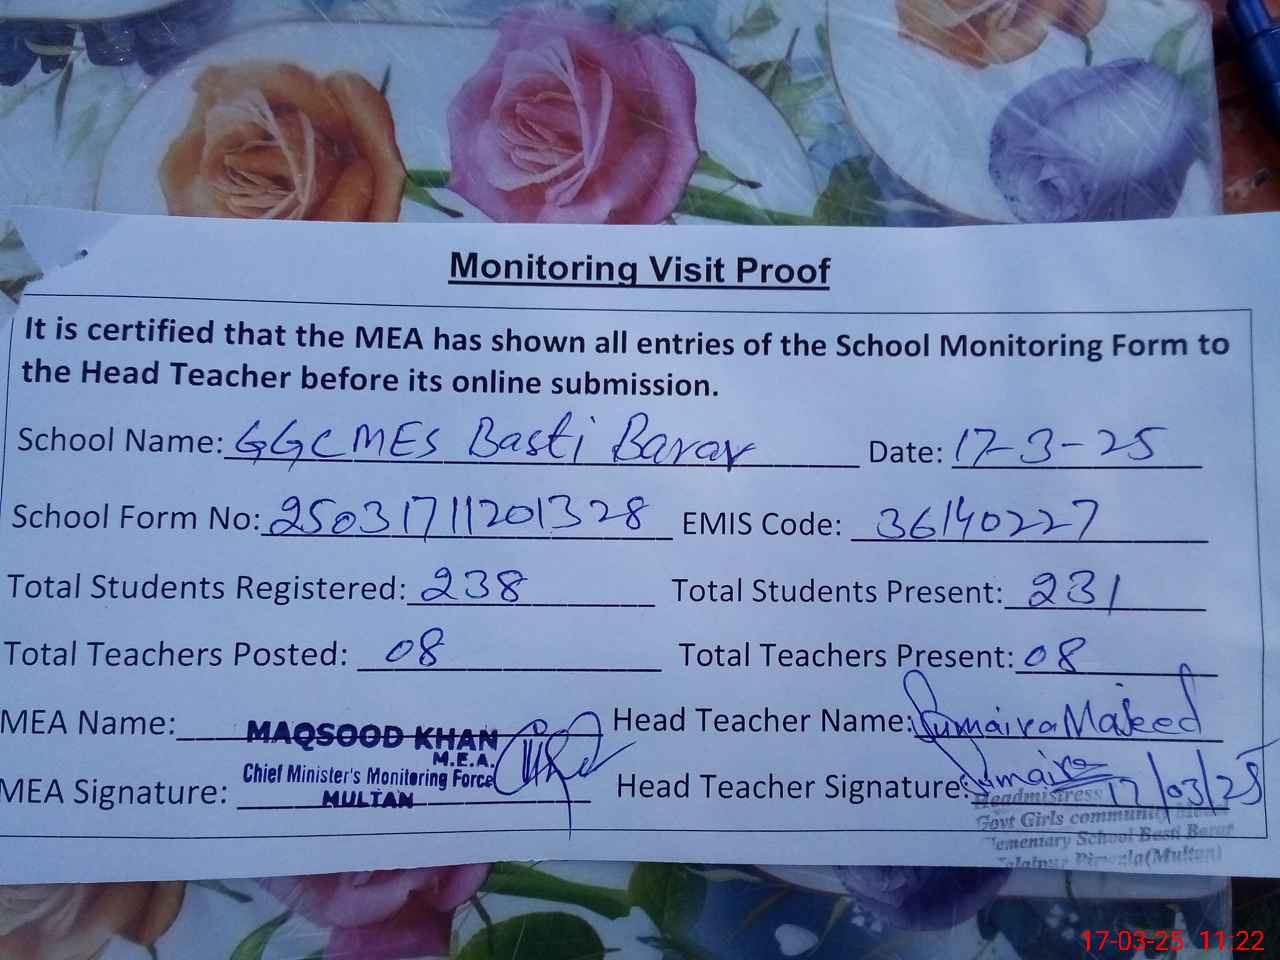 Monitoring Visit Proof
It is certified that the MEA has shown all entries of the School Monitoring Form to
the Head Teacher before its online submission.
School Name: GGCMES Basti Barar Date: 17-3-25
School Form No: 25031711201328 EMIS Code: 36140227
Total Students Registered: 238 Total Students Present: 231
Total Teachers Posted: 08 Total Teachers Present: 08
MEA Name: MAQSOOD KHAN Head Teacher Name: Sumaira Majeed
M.E.A.
Chief Minister's Monitoring Force
MEA Signature: MULTAN Head Teacher Signature: Sumaira 17/03/25
Headmistress
Govt Girls community
Elementary School Basti Barar
Pirwala(Multan)
17-03-25 11:22